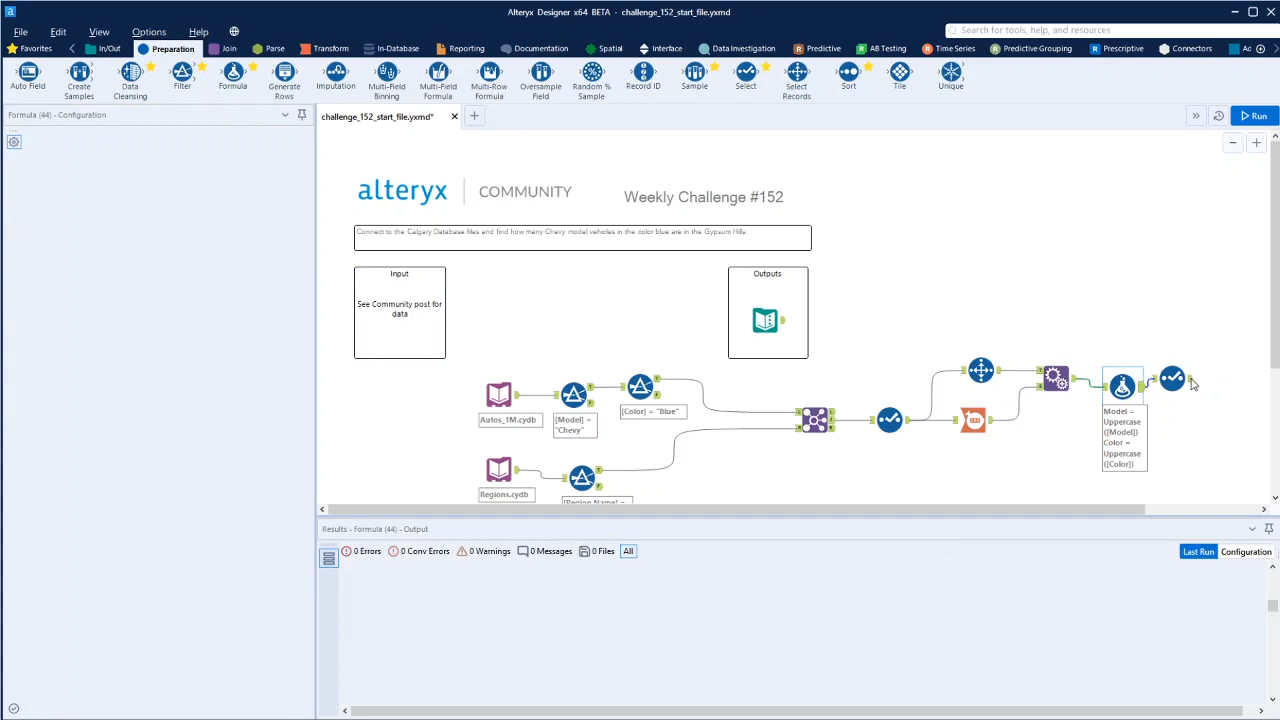 Alteryx Designer x64 BETA - challenge_152_start_file.yxmd*
File Edit View Options Help
Search for tools, help, and resources
Favorites In/Out Preparation Join Parse Transform In-Database Reporting Documentation Spatial Interface Data Investigation Predictive AB Testing Time Series Predictive Grouping Prescriptive Connectors
Auto Field
Create Samples
Data Cleansing
Filter
Formula
Generate Rows
Imputation
Multi-Field Binning
Multi-Field Formula
Multi-Row Formula
Oversample Field
Random % Sample
Record ID
Sample
Select
Select Records
Sort
Tile
Unique
Formula (44) - Configuration
challenge_152_start_file.yxmd*
Run
alteryx
COMMUNITY
Weekly Challenge #152
Connect to the Calgary Database files and find how many Chevy model vehicles in the color blue are in the Gypsum Hills.
Input
See Community post for
data
Outputs
Autos_1M.cydb
[Model] =
"Chevy"
[Color] = "Blue"
Regions.cydb
[Region Name] =
Model =
Uppercase
([Model])
Color =
Uppercase
([Color])
Results - Formula (44) - Output
0 Errors 0 Conv Errors 0 Warnings 0 Messages 0 Files All
Last Run Configuration